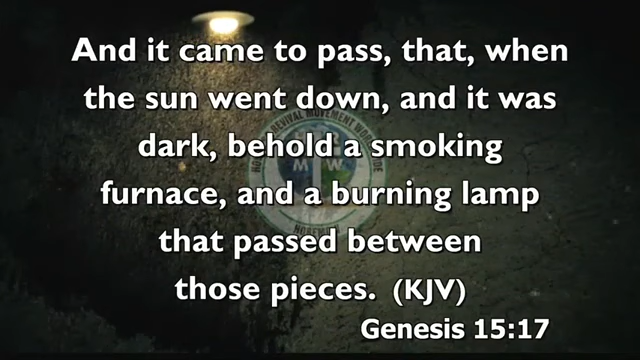 And it came to pass, that, when
the sun went down, and it was
dark, behold a smoking
furnace, and a burning lamp
that passed between
those pieces. (KJV)
Genesis 15:17